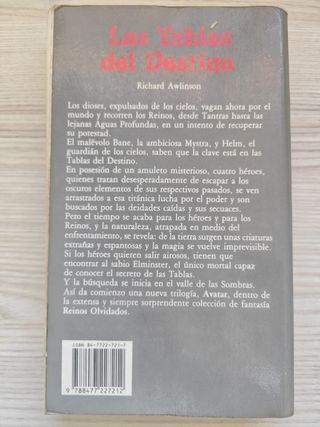 Las Tablas
del Destino
Richard Awlinson
Los dioses, expulsados de los cielos, vagan ahora por el
mundo y recorren los Reinos, desde Tantras hasta las
lejanas Aguas Profundas, en un intento de recuperar
su potestad.
El malévolo Bane, la ambiciosa Mystra, y Helm, el
guardián de los cielos, saben que la clave está en las
Tablas del Destino.
En posesión de un amuleto misterioso, cuatro héroes,
quienes tratan desesperadamente de escapar a los
oscuros elementos de sus respectivos pasados, se ven
arrastrados a esa titánica lucha por el poder y son
buscados por las deidades caídas y sus secuaces.
Pero el tiempo se acaba para los héroes y para los
Reinos, y la naturaleza, atrapada en medio del
enfrentamiento, se revela: de la tierra surgen unas criaturas
extrañas y espantosas y la magia se vuelve imprevisible.
Si los héroes quieren salir airosos, tienen que
encontrar al sabio Elminster, el único mortal capaz
de conocer el secreto de las Tablas.
Y la búsqueda se inicia en el valle de las Sombras.
Así da comienzo una nueva trilogía, Avatar, dentro de
la extensa y siempre sorprendente colección de fantasía
Reinos Olvidados.
ISBN 84-7722-721-7
9 788477 227212